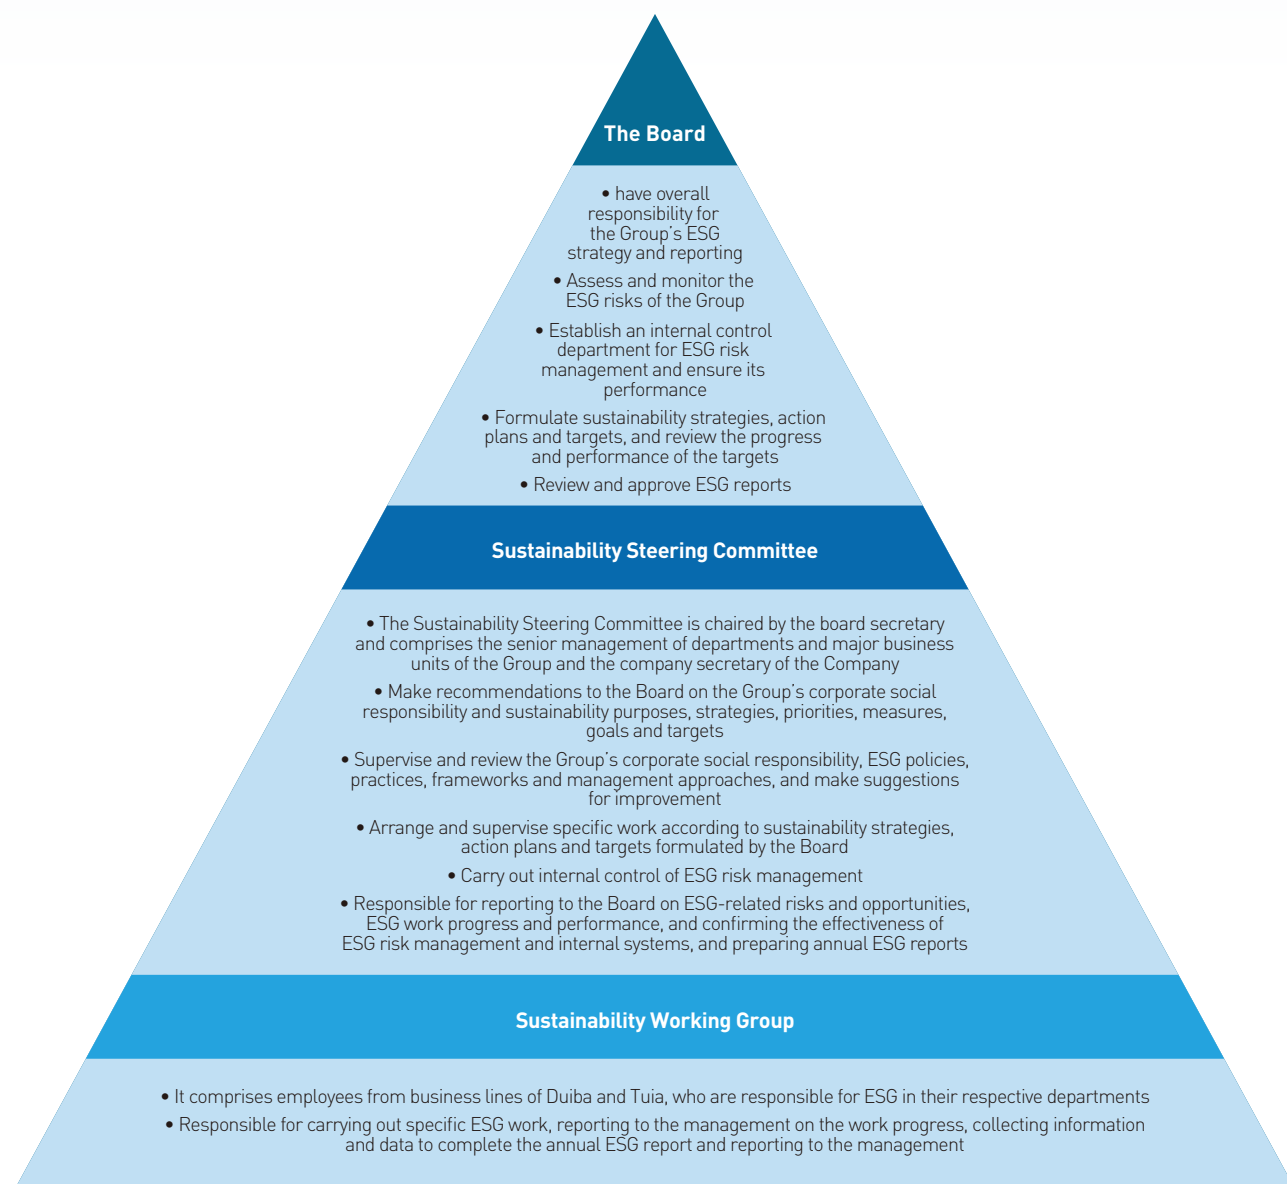 The Board
• have overall
responsibility for
the Group's ESG
strategy and reporting
• Assess and monitor the
ESG risks of the Group
• Establish an internal control
department for ESG risk
management and ensure its
performance
• Formulate sustainability strategies, action
plans and targets, and review the progress
and performance of the targets
• Review and approve ESG reports
Sustainability Steering Committee
• The Sustainability Steering Committee is chaired by the board secretary
and comprises the senior management of departments and major business
units of the Group and the company secretary of the Company
• Make recommendations to the Board on the Group's corporate social
responsibility and sustainability purposes, strategies, priorities, measures,
goals and targets
• Supervise and review the Group's corporate social responsibility, ESG policies,
practices, frameworks and management approaches, and make suggestions
for improvement
• Arrange and supervise specific work according to sustainability strategies,
action plans and targets formulated by the Board
• Carry out internal control of ESG risk management
• Responsible for reporting to the Board on ESG-related risks and opportunities,
ESG work progress and performance, and confirming the effectiveness of
ESG risk management and internal systems, and preparing annual ESG reports
Sustainability Working Group
• It comprises employees from business lines of Duiba and Tuia, who are responsible for ESG in their respective departments
• Responsible for carrying out specific ESG work, reporting to the management on the work progress, collecting information
and data to complete the annual ESG report and reporting to the management